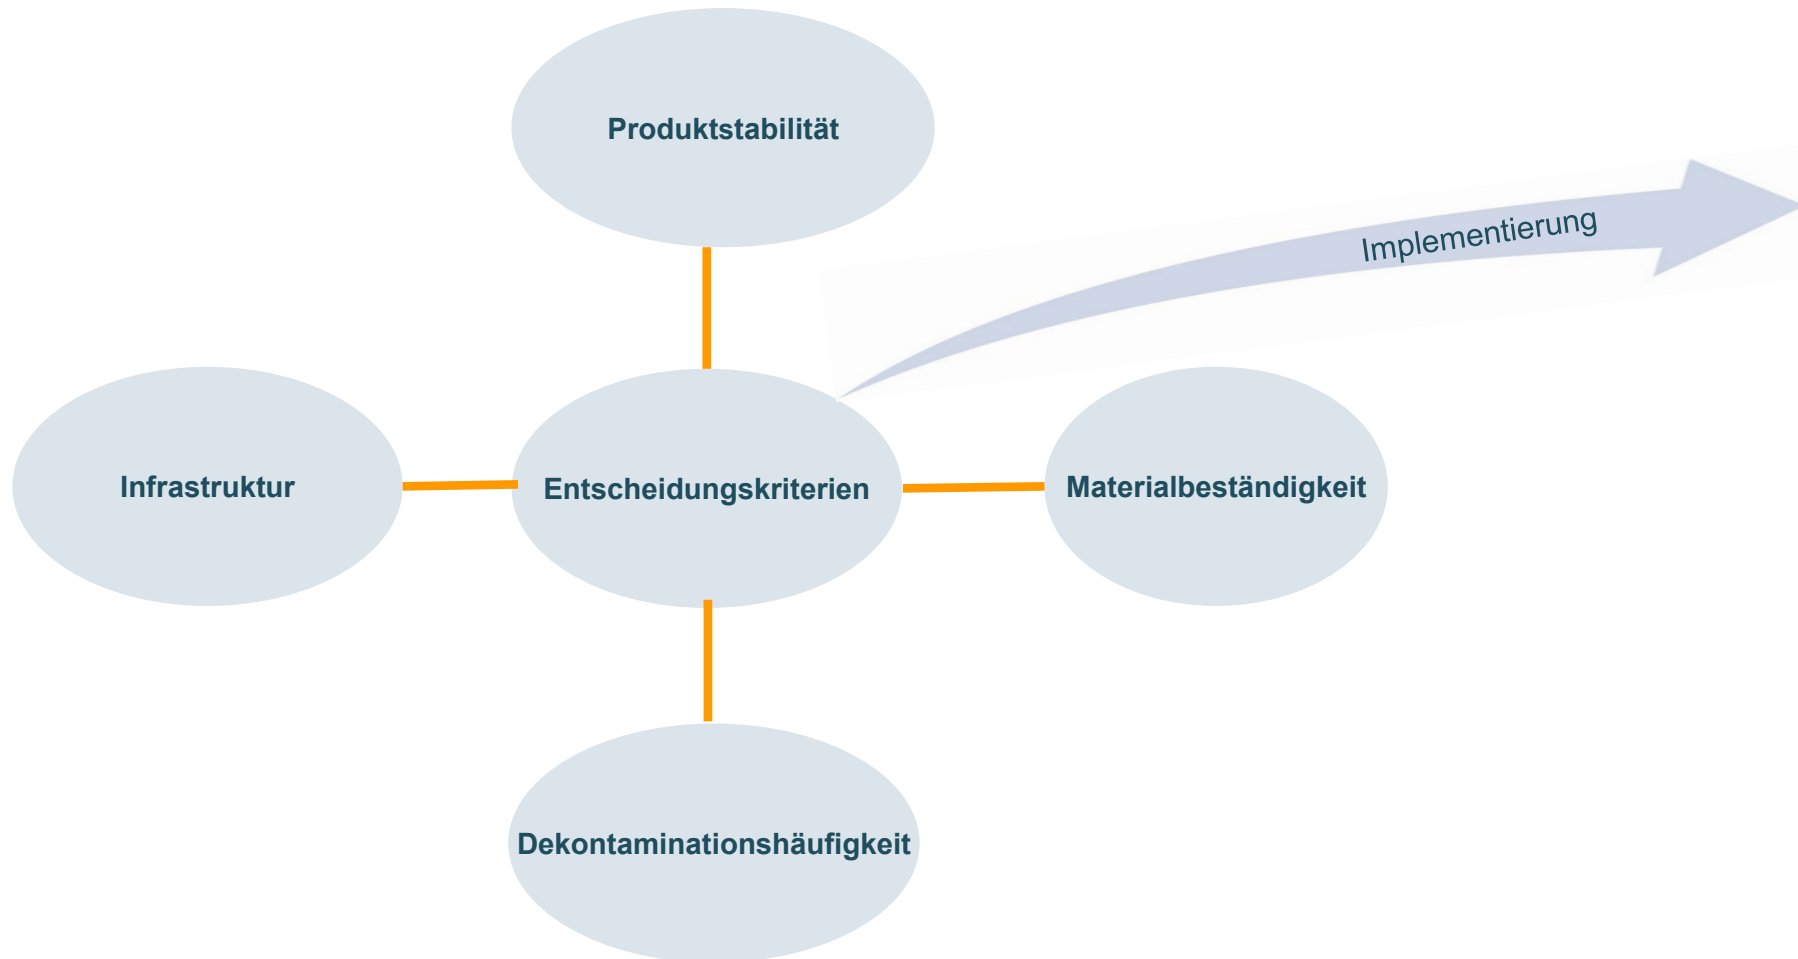 Produktstabilität
Implementierung
Infrastruktur
Entscheidungskriterien
Materialbeständigkeit
Dekontaminationshäufigkeit